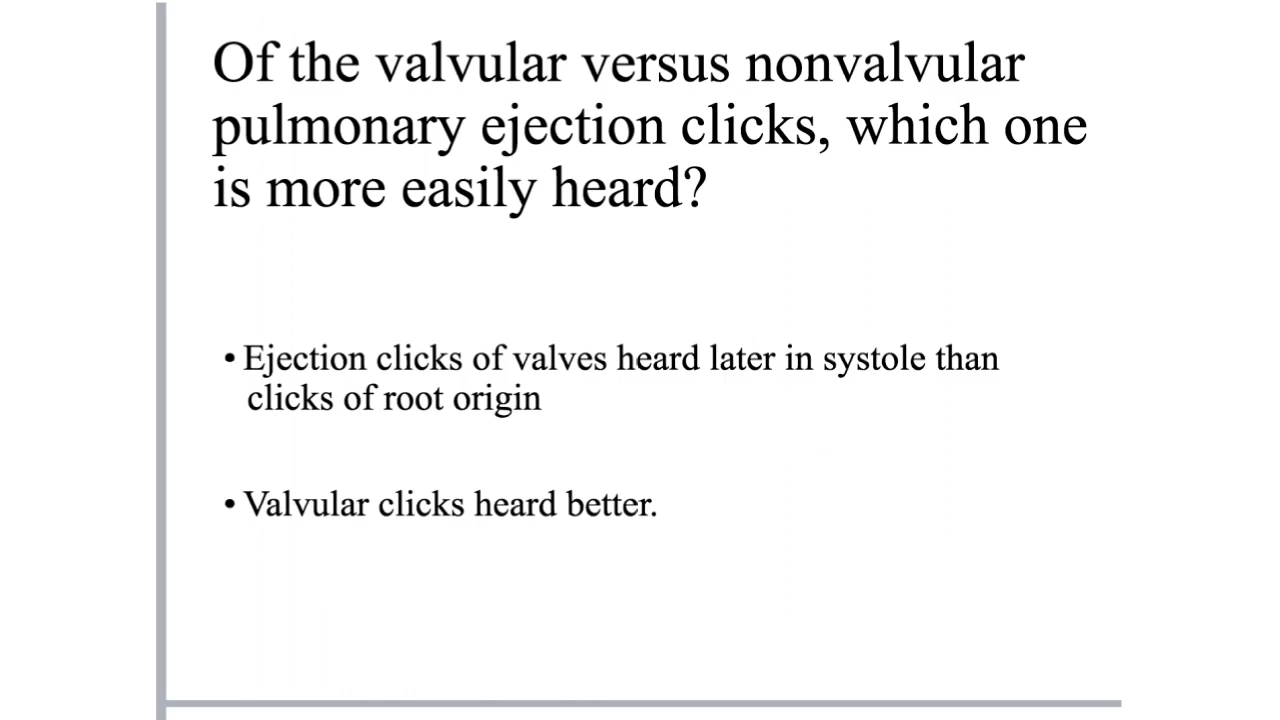 Of the valvular versus nonvalvular
pulmonary ejection clicks, which one
is more easily heard?
• Ejection clicks of valves heard later in systole than
clicks of root origin
• Valvular clicks heard better.